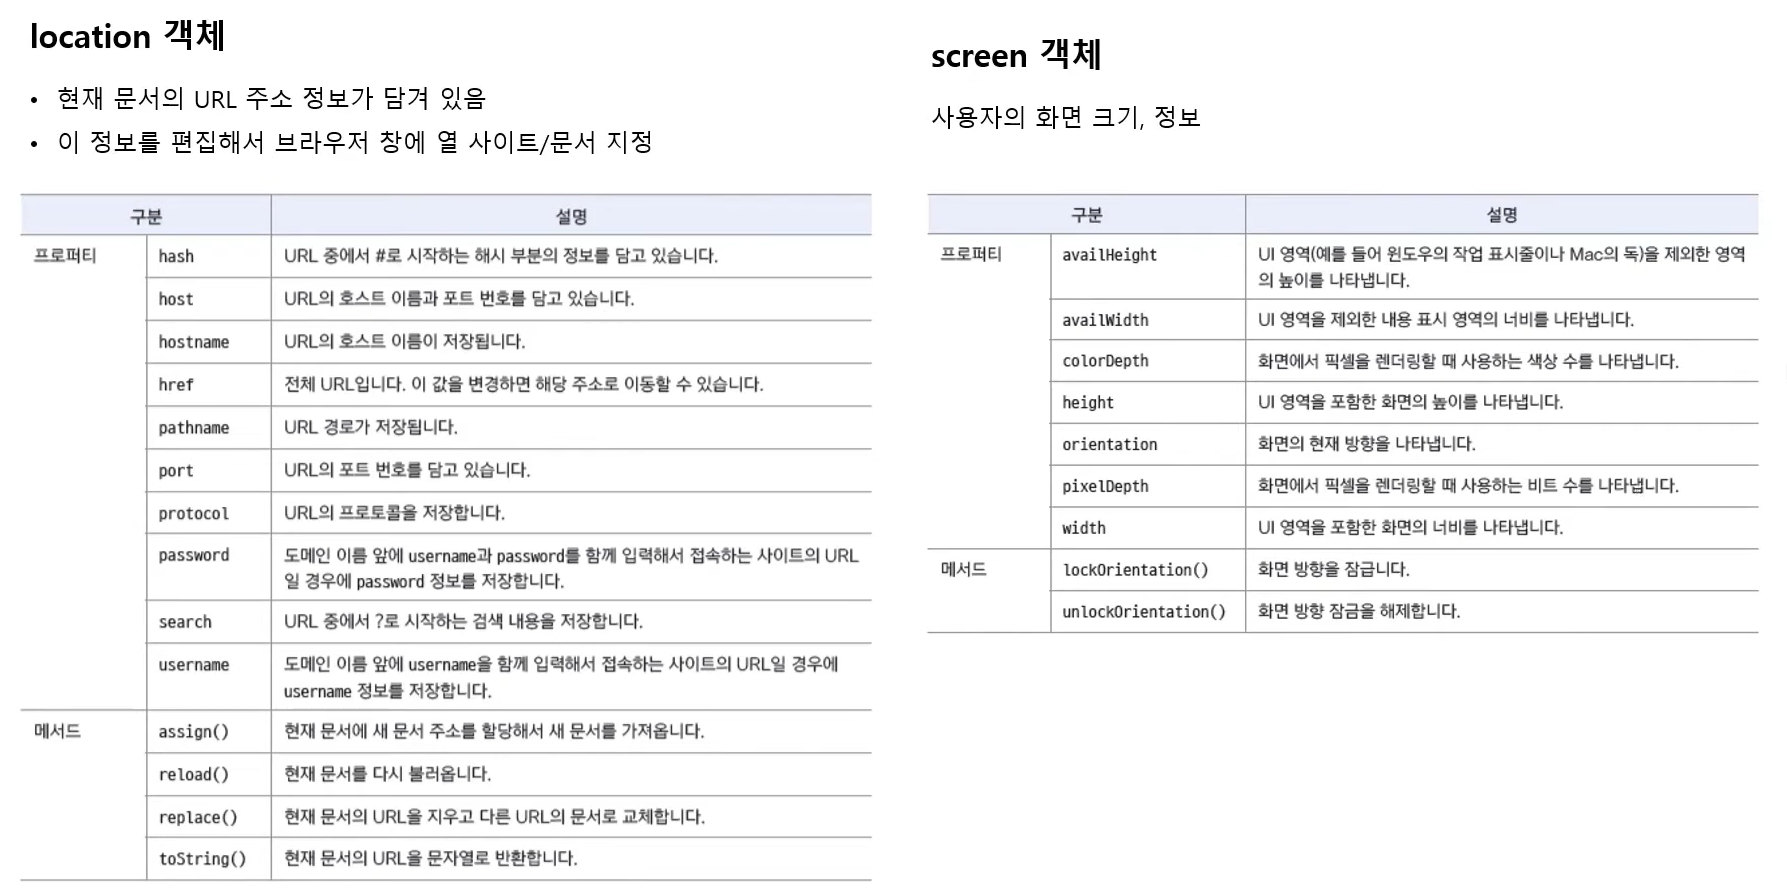 location 객체
• 현재 문서의 URL 주소 정보가 담겨 있음
• 이 정보를 편집해서 브라우저 창에 열 사이트/문서 지정
구분 설명
프로퍼티 hash URL 중에서 #로 시작하는 해시 부분의 정보를 담고 있습니다.
host URL의 호스트 이름과 포트 번호를 담고 있습니다.
hostname URL의 호스트 이름이 저장됩니다.
href 전체 URL입니다. 이 값을 변경하면 해당 주소로 이동할 수 있습니다.
pathname URL 경로가 저장됩니다.
port URL의 포트 번호를 담고 있습니다.
protocol URL의 프로토콜을 저장합니다.
password 도메인 이름 앞에 username과 password를 함께 입력해서 접속하는 사이트의 URL
일 경우에 password 정보를 저장합니다.
search URL 중에서 ?로 시작하는 검색 내용을 저장합니다.
username 도메인 이름 앞에 username을 함께 입력해서 접속하는 사이트의 URL일 경우에
username 정보를 저장합니다.
메서드 assign() 현재 문서에 새 문서 주소를 할당해서 새 문서를 가져옵니다.
reload() 현재 문서를 다시 불러옵니다.
replace() 현재 문서의 URL을 지우고 다른 URL의 문서로 교체합니다.
toString() 현재 문서의 URL을 문자열로 반환합니다.
screen 객체
사용자의 화면 크기, 정보
구분 설명
프로퍼티 availHeight UI 영역(예를 들어 윈도우의 작업 표시줄이나 Mac의 독)을 제외한 영역
의 높이를 나타냅니다.
availWidth UI 영역을 제외한 내용 표시 영역의 너비를 나타냅니다.
colorDepth 화면에서 픽셀을 렌더링할 때 사용하는 색상 수를 나타냅니다.
height UI 영역을 포함한 화면의 높이를 나타냅니다.
orientation 화면의 현재 방향을 나타냅니다.
pixelDepth 화면에서 픽셀을 렌더링할 때 사용하는 비트 수를 나타냅니다.
width UI 영역을 포함한 화면의 너비를 나타냅니다.
메서드 lockOrientation() 화면 방향을 잠급니다.
unlockOrientation() 화면 방향 잠금을 해제합니다.